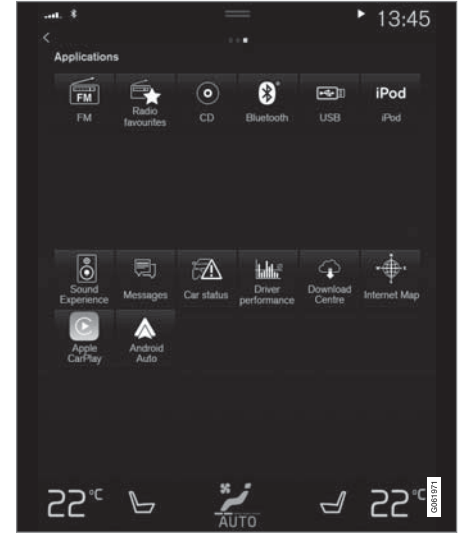 13:45
Applications
FM
iPod
FM
Radio
favourites
CD
Bluetooth
USB
iPod
Sound
Experience
Messages
Car status
Driver
performance
Download
Centre
Internet Map
Apple
CarPlay
Android
Auto
22°C
22°C
AUTO
G061971